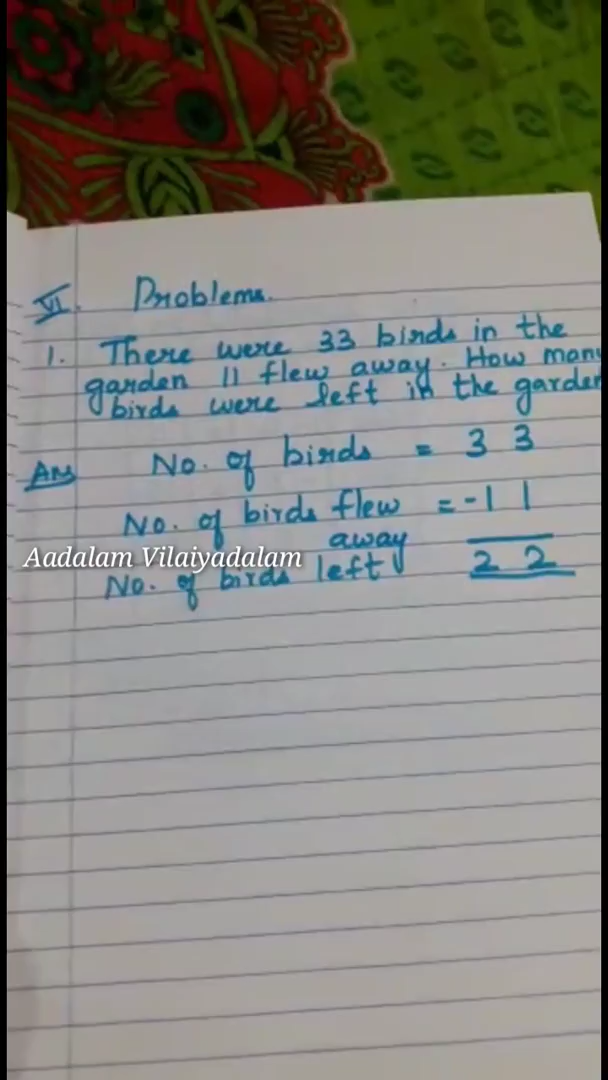 VI. Problems.
1. There were 33 birds in the
garden 11 flew away. How many
birds were left in the garden
Ans No. of birds = 3 3
No. of birds flew = - 1 1
away
Aadalam Vilaiyadalam
No. of birds left 2 2